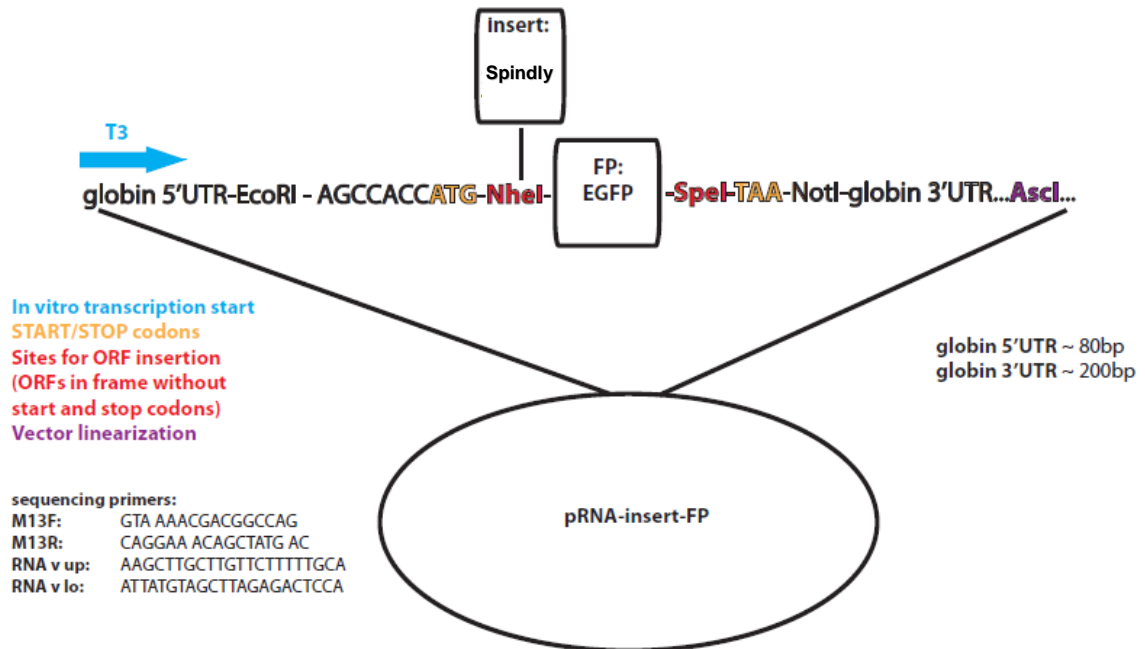 insert:
Spindly
T3
FP:
EGFP
globin 5'UTR-EcoRI - AGCCACCATG-NheI-
-SpeI-TAA-NotI-globin 3'UTR...AscI...
In vitro transcription start
START/STOP codons
Sites for ORF insertion
(ORFs in frame without
start and stop codons)
Vector linearization
globin 5'UTR ~ 80bp
globin 3'UTR ~ 200bp
sequencing primers:
M13F: GTA AAACGACGGCCAG
M13R: CAGGAA ACAGCTATG AC
RNA v up: AAGCTTGCTTGTTCTTTTTGCA
RNA v lo: ATTATGTAGCTTAGAGACTCCA
pRNA-insert-FP